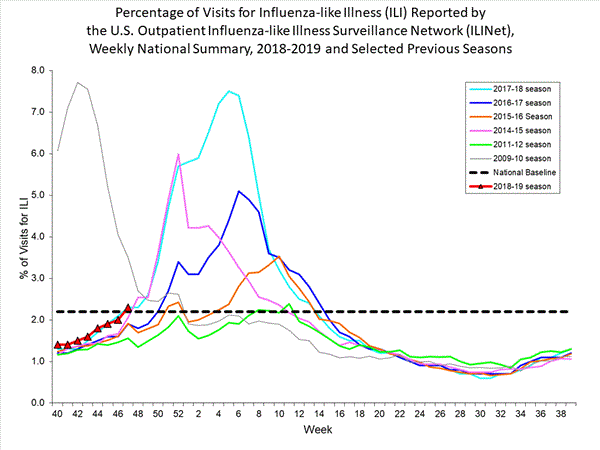 Percentage of Visits for Influenza-like Illness (ILI) Reported by
the U.S. Outpatient Influenza-like Illness Surveillance Network (ILINet),
Weekly National Summary, 2018-2019 and Selected Previous Seasons
% of Visits for ILI
8.0
7.0
6.0
5.0
4.0
3.0
2.0
1.0
0.0
2017-18 season
2016-17 season
2015-16 Season
2014-15 season
2011-12 season
2009-10 season
National Baseline
2018-19 season
40 42 44 46 48 50 52 2 4 6 8 10 12 14 16 18 20 22 24 26 28 30 32 34 36 38
Week